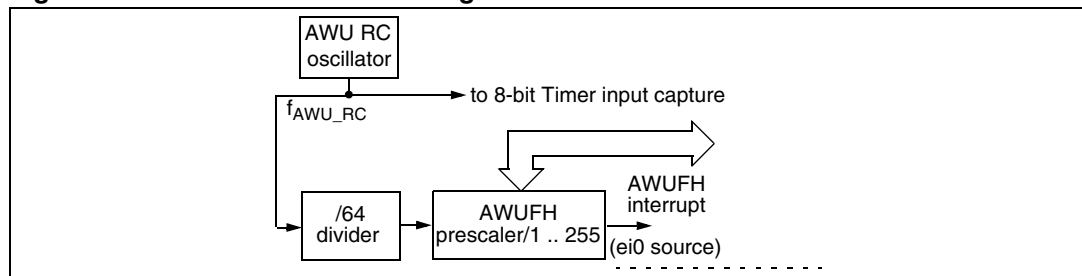 AWU RC
oscillator
to 8-bit Timer input capture
fAWU_RC
AWUFH
interrupt
/64
divider
AWUFH
prescaler/1 .. 255
(ei0 source)